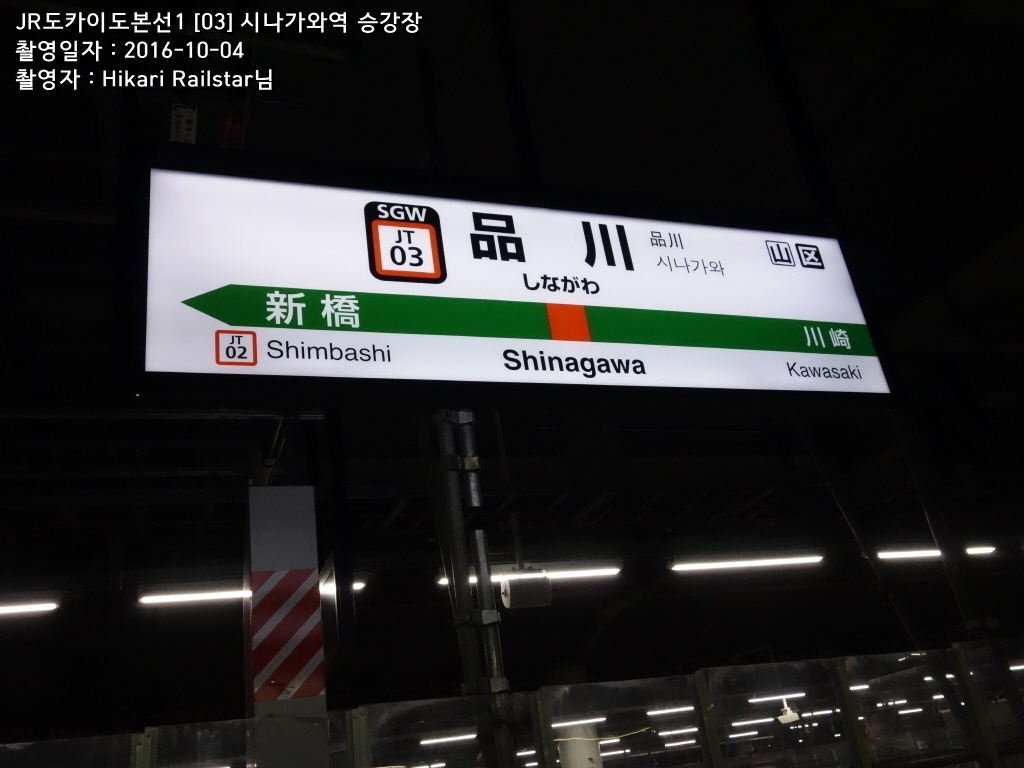 JR도카이도본선1 [03] 시나가와역 승강장
촬영일자 : 2016-10-04
촬영자 : Hikari Railstar님
SGW
JT
03
品川
しながわ
品川
시나가와
山 区
新橋
川崎
JT
02
Shimbashi
Shinagawa
Kawasaki